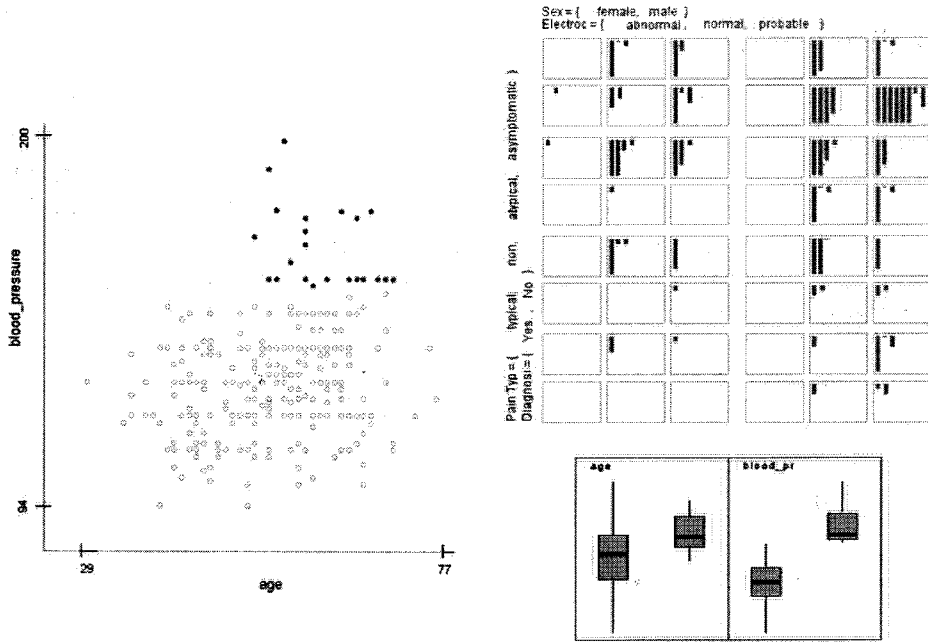 Sex={ female, male }
Electroc={ abnormal, normal, probable }
200
blood_pressure
94
29
age
77
Pain Typ={ typical, non, atypical, asymptomatic }
Diagnosi={ Yes, No }
age
blood_pr